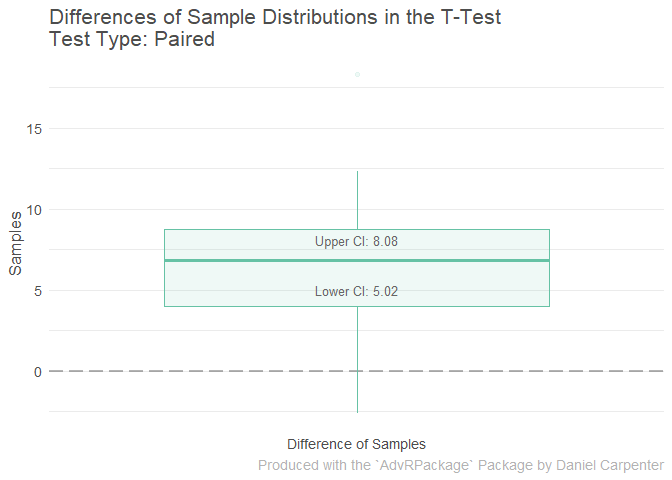 Differences of Sample Distributions in the T-Test
Test Type: Paired
15
10
5
0
Samples
Upper CI: 8.08
Lower CI: 5.02
Difference of Samples
Produced with the `AdvRPackage` Package by Daniel Carpenter